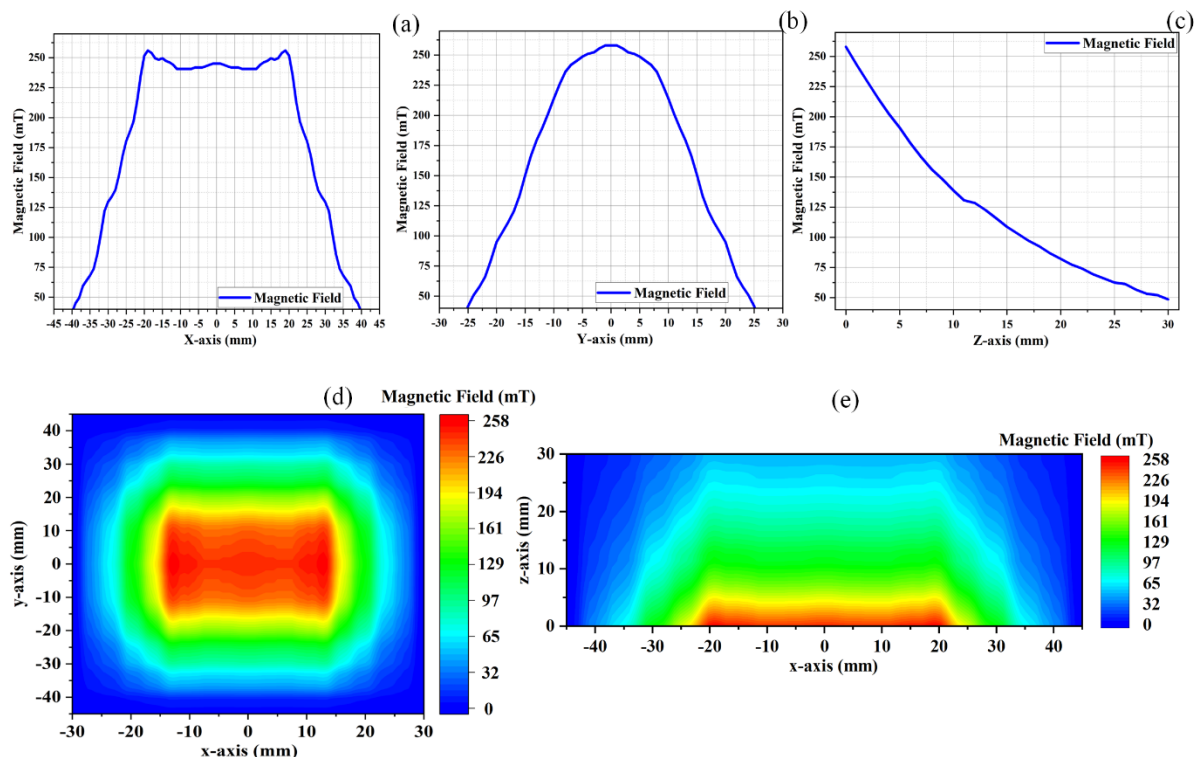 (a)
Magnetic Field (mT)
250
225
200
175
150
125
100
75
50
Magnetic Field
-45 -40 -35 -30 -25 -20 -15 -10 -5 0 5 10 15 20 25 30 35 40 45
X-axis (mm)
(b)
Magnetic Field (mT)
250
225
200
175
150
125
100
75
50
Magnetic Field
-30 -25 -20 -15 -10 -5 0 5 10 15 20 25 30
Y-axis (mm)
(c)
Magnetic Field
Magnetic Field (mT)
250
225
200
175
150
125
100
75
50
0 5 10 15 20 25 30
Z-axis (mm)
(d)
Magnetic Field (mT)
y-axis (mm)
40
30
20
10
0
-10
-20
-30
-40
-30 -20 -10 0 10 20 30
x-axis (mm)
258
226
194
161
129
97
65
32
0
(e)
Magnetic Field (mT)
z-axis (mm)
30
20
10
0
-40 -30 -20 -10 0 10 20 30 40
x-axis (mm)
258
226
194
161
129
97
65
32
0